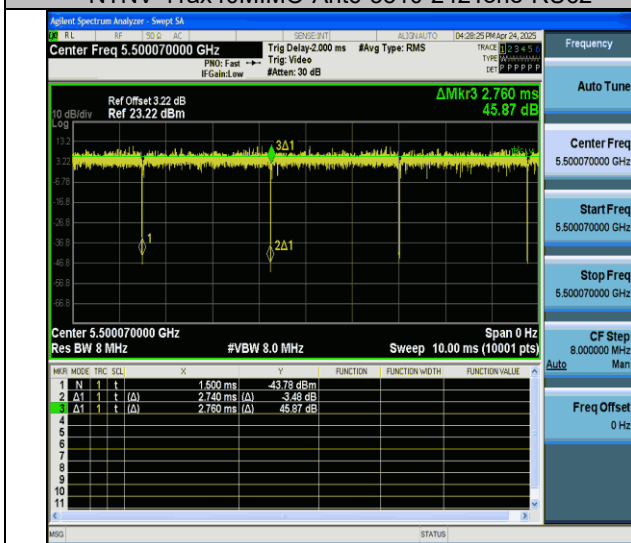 Agilent Spectrum Analyzer - Swept SA
RL RF 50 Ω AC SENSE:INT ALIGN AUTO 04:28:25 PM Apr 24, 2025
Center Freq 5.500070000 GHz
PNO: Fast
IFGain:Low
Trig Delay-2.000 ms
Trig: Video
#Atten: 30 dB
#Avg Type: RMS
TRACE 1 2 3 4 5 6
TYPE
DET P P P P P
Frequency
Auto Tune
Ref Offset 3.22 dB
Ref 23.22 dBm
ΔMkr3 2.760 ms
45.87 dB
10 dB/div
Log
13.2
3.22
-6.78
-16.8
-26.8
-36.8
-46.8
-56.8
-66.8
3Δ1
1
2Δ1
Center Freq
5.500070000 GHz
Start Freq
5.500070000 GHz
Stop Freq
5.500070000 GHz
CF Step
8.000000 MHz
Auto Man
Freq Offset
0 Hz
Center 5.500070000 GHz Span 0 Hz
Res BW 8 MHz #VBW 8.0 MHz Sweep 10.00 ms (10001 pts)
MKR MODE TRC SCL X Y FUNCTION FUNCTION WIDTH FUNCTION VALUE
1 N 1 t 1.500 ms -43.78 dBm
2 Δ1 1 t (Δ) 2.740 ms (Δ) -3.48 dB
3 Δ1 1 t (Δ) 2.760 ms (Δ) 45.87 dB
4
5
6
7
8
9
10
11
MSG STATUS